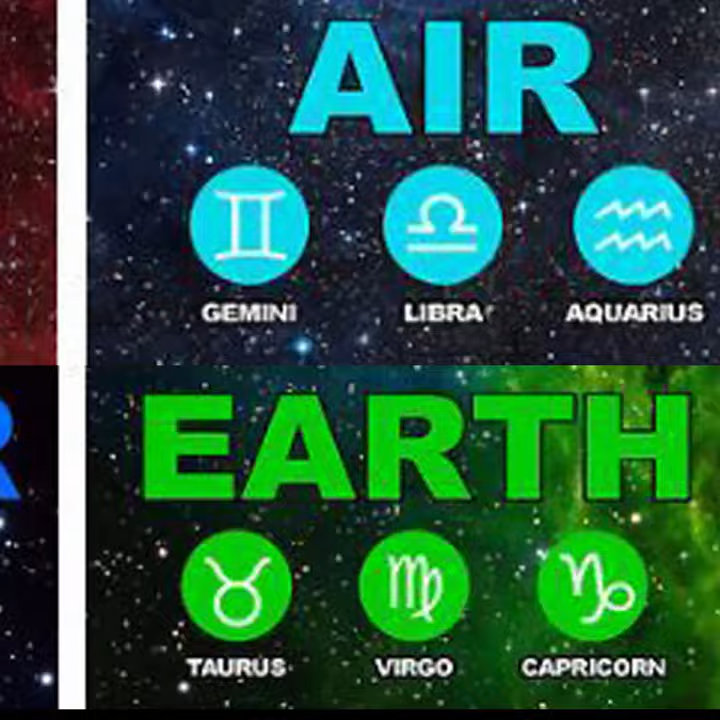 AIR
GEMINI LIBRA AQUARIUS
R
EARTH
TAURUS VIRGO CAPRICORN